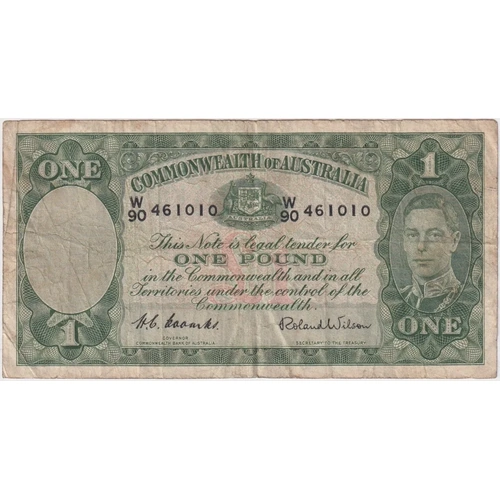 COMMONWEALTH OF AUSTRALIA
ONE 1
AUSTRALIA
W/90 461010 W/90 461010
This Note is legal tender for
ONE POUND
in the Commonwealth and in all
Territories under the control of the
Commonwealth.
H.C. Coombs. Roland Wilson
GOVERNOR SECRETARY TO THE TREASURY
COMMONWEALTH BANK OF AUSTRALIA
1 ONE